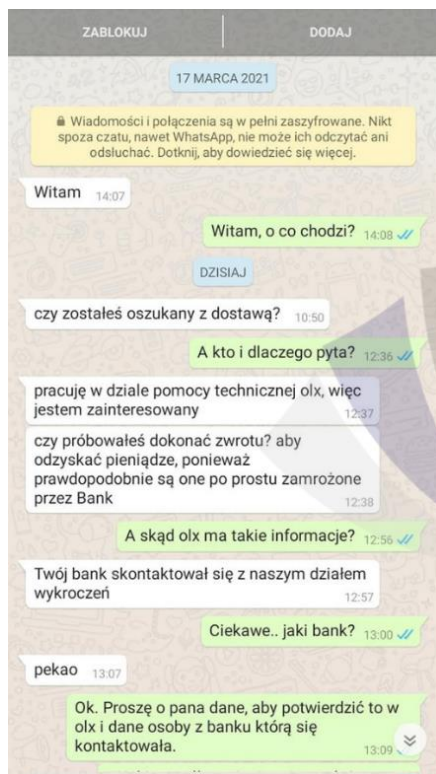 ZABLOKUJ
DODAJ
17 MARCA 2021
Wiadomości i połączenia są w pełni zaszyfrowane. Nikt
spoza czatu, nawet WhatsApp, nie może ich odczytać ani
odsłuchać. Dotknij, aby dowiedzieć się więcej.
Witam 14:07
Witam, o co chodzi? 14:08
DZISIAJ
czy zostałeś oszukany z dostawą? 10:50
A kto i dlaczego pyta? 12:36
pracuję w dziale pomocy technicznej olx, więc
jestem zainteresowany 12:37
czy próbowałeś dokonać zwrotu? aby
odzyskać pieniądze, ponieważ
prawdopodobnie są one po prostu zamrożone
przez Bank 12:38
A skąd olx ma takie informacje? 12:56
Twój bank skontaktował się z naszym działem
wykroczeń 12:57
Ciekawe.. jaki bank? 13:00
pekao 13:07
Ok. Proszę o pana dane, aby potwierdzić to w
olx i dane osoby z banku którą się
kontaktowała. 13:09